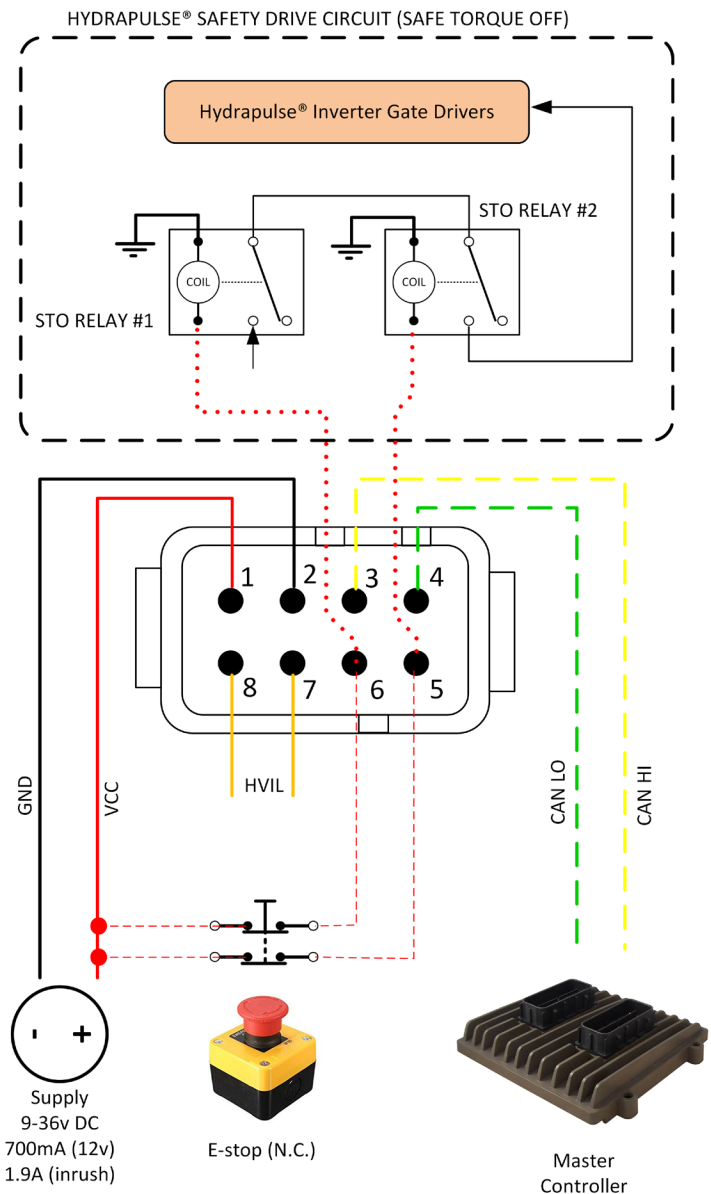 HYDRAPULSE® SAFETY DRIVE CIRCUIT (SAFE TORQUE OFF)
Hydrapulse® Inverter Gate Drivers
STO RELAY #2
COIL
COIL
STO RELAY #1
1
2
3
4
8
7
6
5
HVIL
GND
VCC
CAN LO
CAN HI
-
+
Supply
9-36v DC
700mA (12v)
1.9A (inrush)
E-stop (N.C.)
Master
Controller